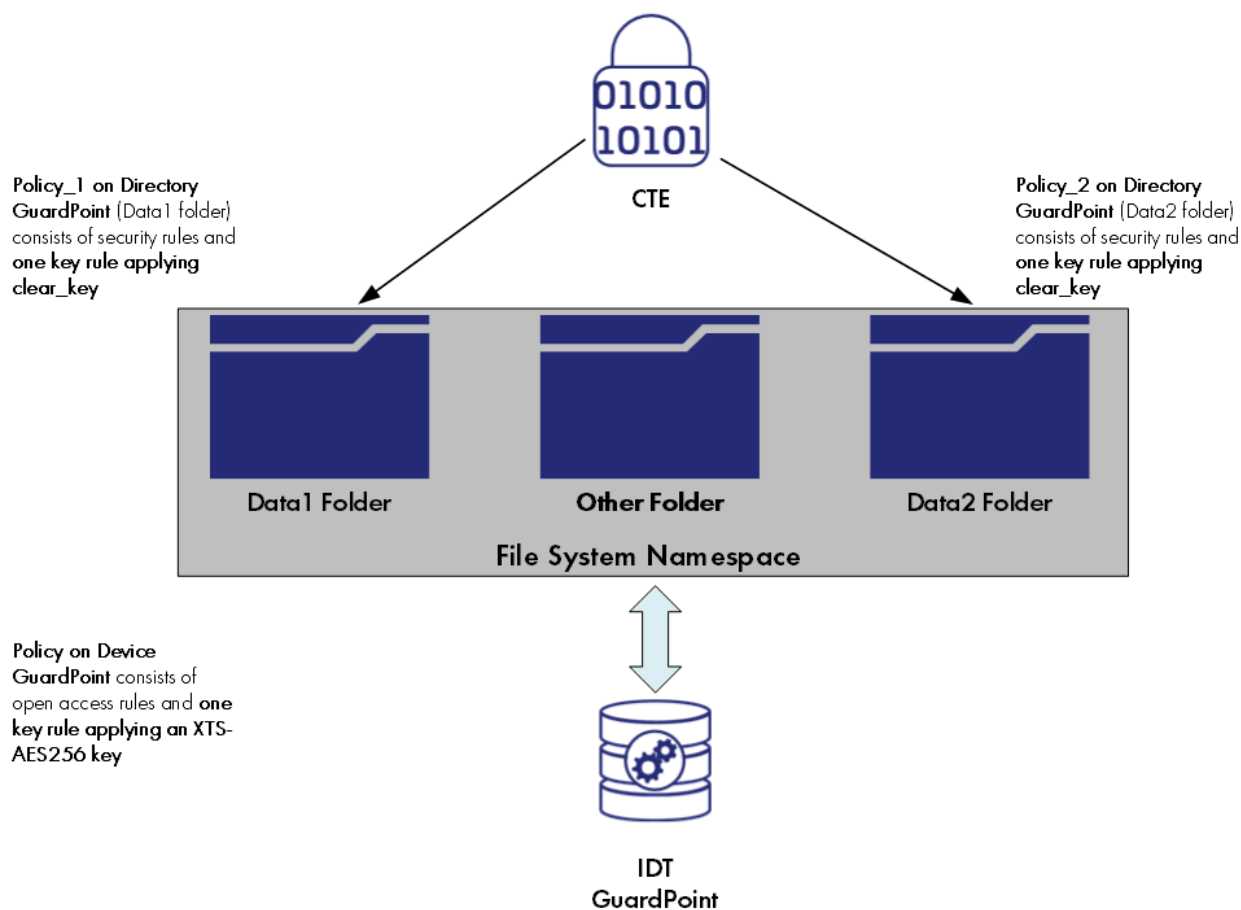 01010
10101
CTE
Policy_1 on Directory
GuardPoint (Data1 folder)
consists of security rules and
one key rule applying
clear_key
Policy_2 on Directory
GuardPoint (Data2 folder)
consists of security rules and
one key rule applying
clear_key
Data1 Folder
Other Folder
Data2 Folder
File System Namespace
Policy on Device
GuardPoint consists of
open access rules and one
key rule applying an XTS-
AES256 key
IDT
GuardPoint